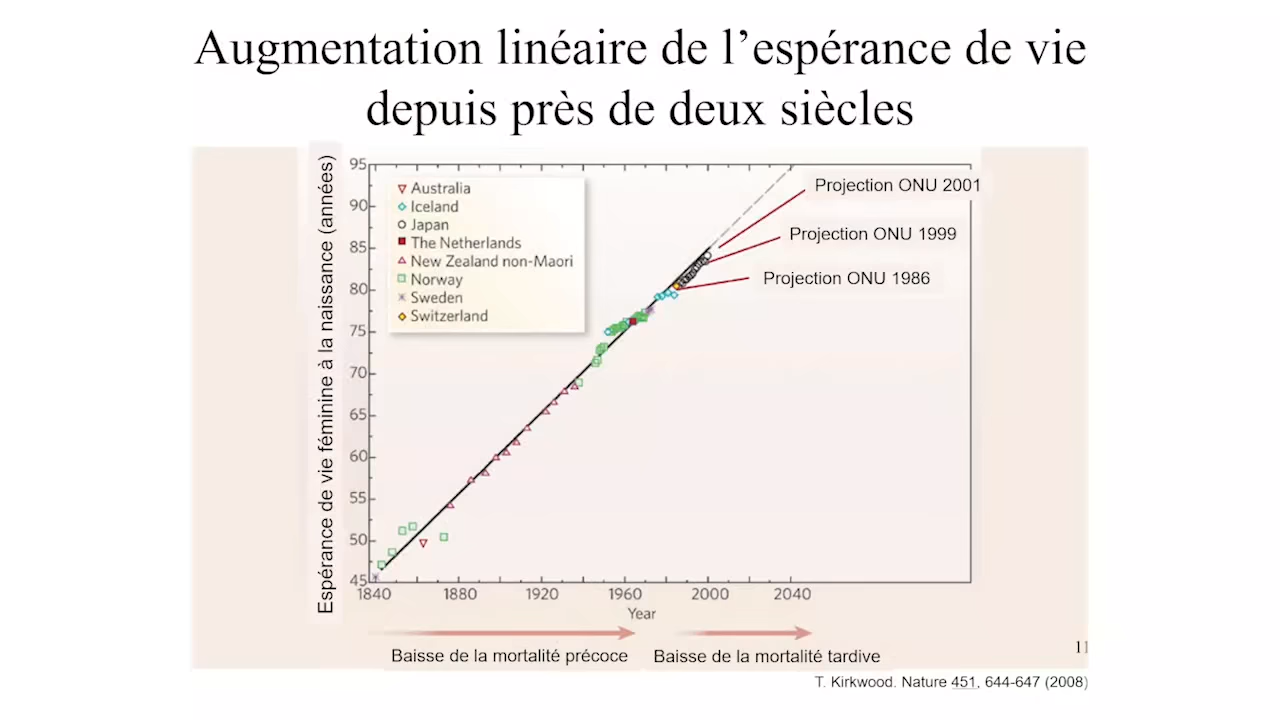 Augmentation linéaire de l’espérance de vie
depuis près de deux siècles
Espérance de vie féminine à la naissance (années)
95
90
85
80
75
70
65
60
55
50
45
Australia
Iceland
Japan
The Netherlands
New Zealand non-Maori
Norway
Sweden
Switzerland
Projection ONU 2001
Projection ONU 1999
Projection ONU 1986
1840 1880 1920 1960 2000 2040
Year
Baisse de la mortalité précoce Baisse de la mortalité tardive
11
T. Kirkwood. Nature 451, 644-647 (2008)